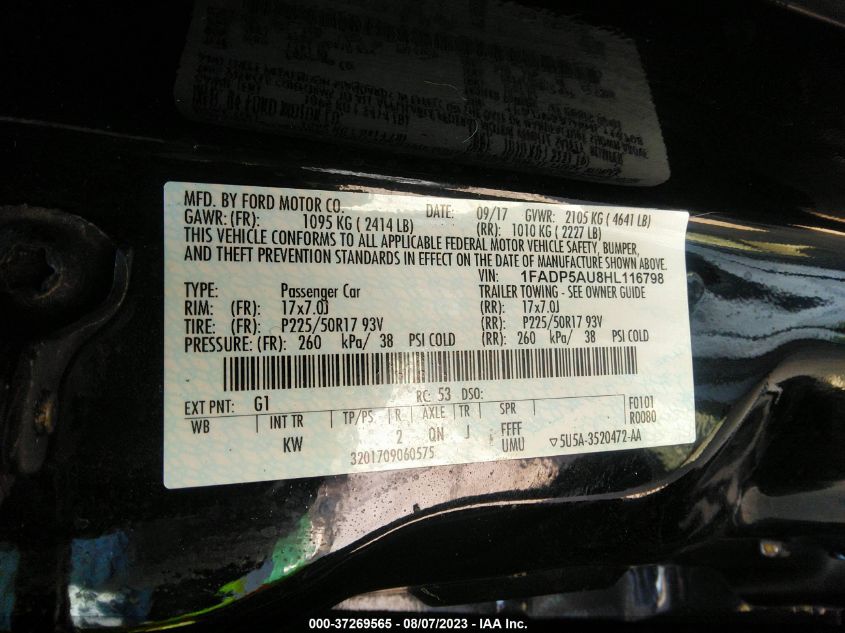 MFD. BY FORD MOTOR CO. DATE: 09/17 GVWR: 2105 KG ( 4641 LB)
GAWR: (FR): 1095 KG ( 2414 LB) (RR): 1010 KG ( 2227 LB)
THIS VEHICLE CONFORMS TO ALL APPLICABLE FEDERAL MOTOR VEHICLE SAFETY, BUMPER,
AND THEFT PREVENTION STANDARDS IN EFFECT ON THE DATE OF MANUFACTURE SHOWN ABOVE.
VIN: 1FADP5AU8HL116798
TYPE: Passenger Car TRAILER TOWING - SEE OWNER GUIDE
RIM: (FR): 17x7.0J (RR): 17x7.0J
TIRE: (FR): P225/50R17 93V (RR): P225/50R17 93V
PRESSURE: (FR): 260 kPa/ 38 PSI COLD (RR): 260 kPa/ 38 PSI COLD
EXT PNT: G1 RC: 53 DSO:
WB INT TR TP/PS R AXLE TR SPR F0101
R0080
KW 2 QN J FFFF
UMU 5U5A-3520472-AA
3201709060575
000-37269565 - 08/07/2023 - IAA Inc.